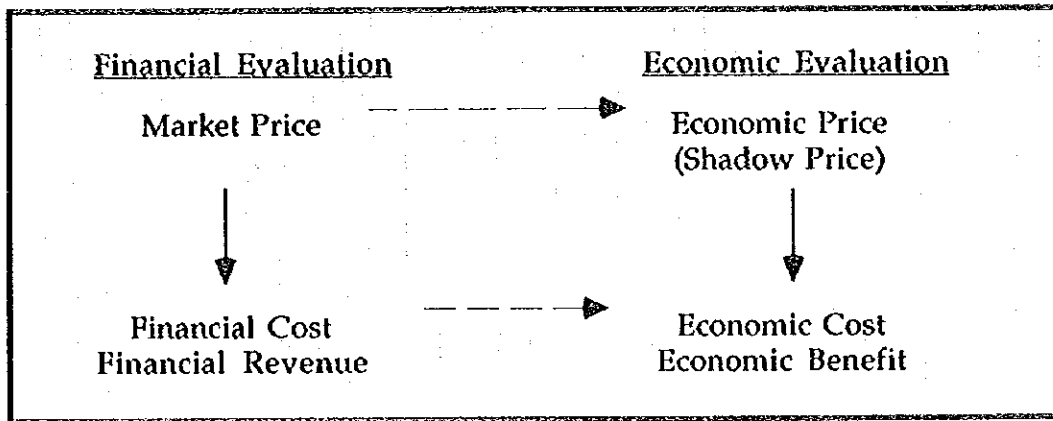 Financial Evaluation
Market Price
Financial Cost
Financial Revenue
Economic Evaluation
Economic Price
(Shadow Price)
Economic Cost
Economic Benefit